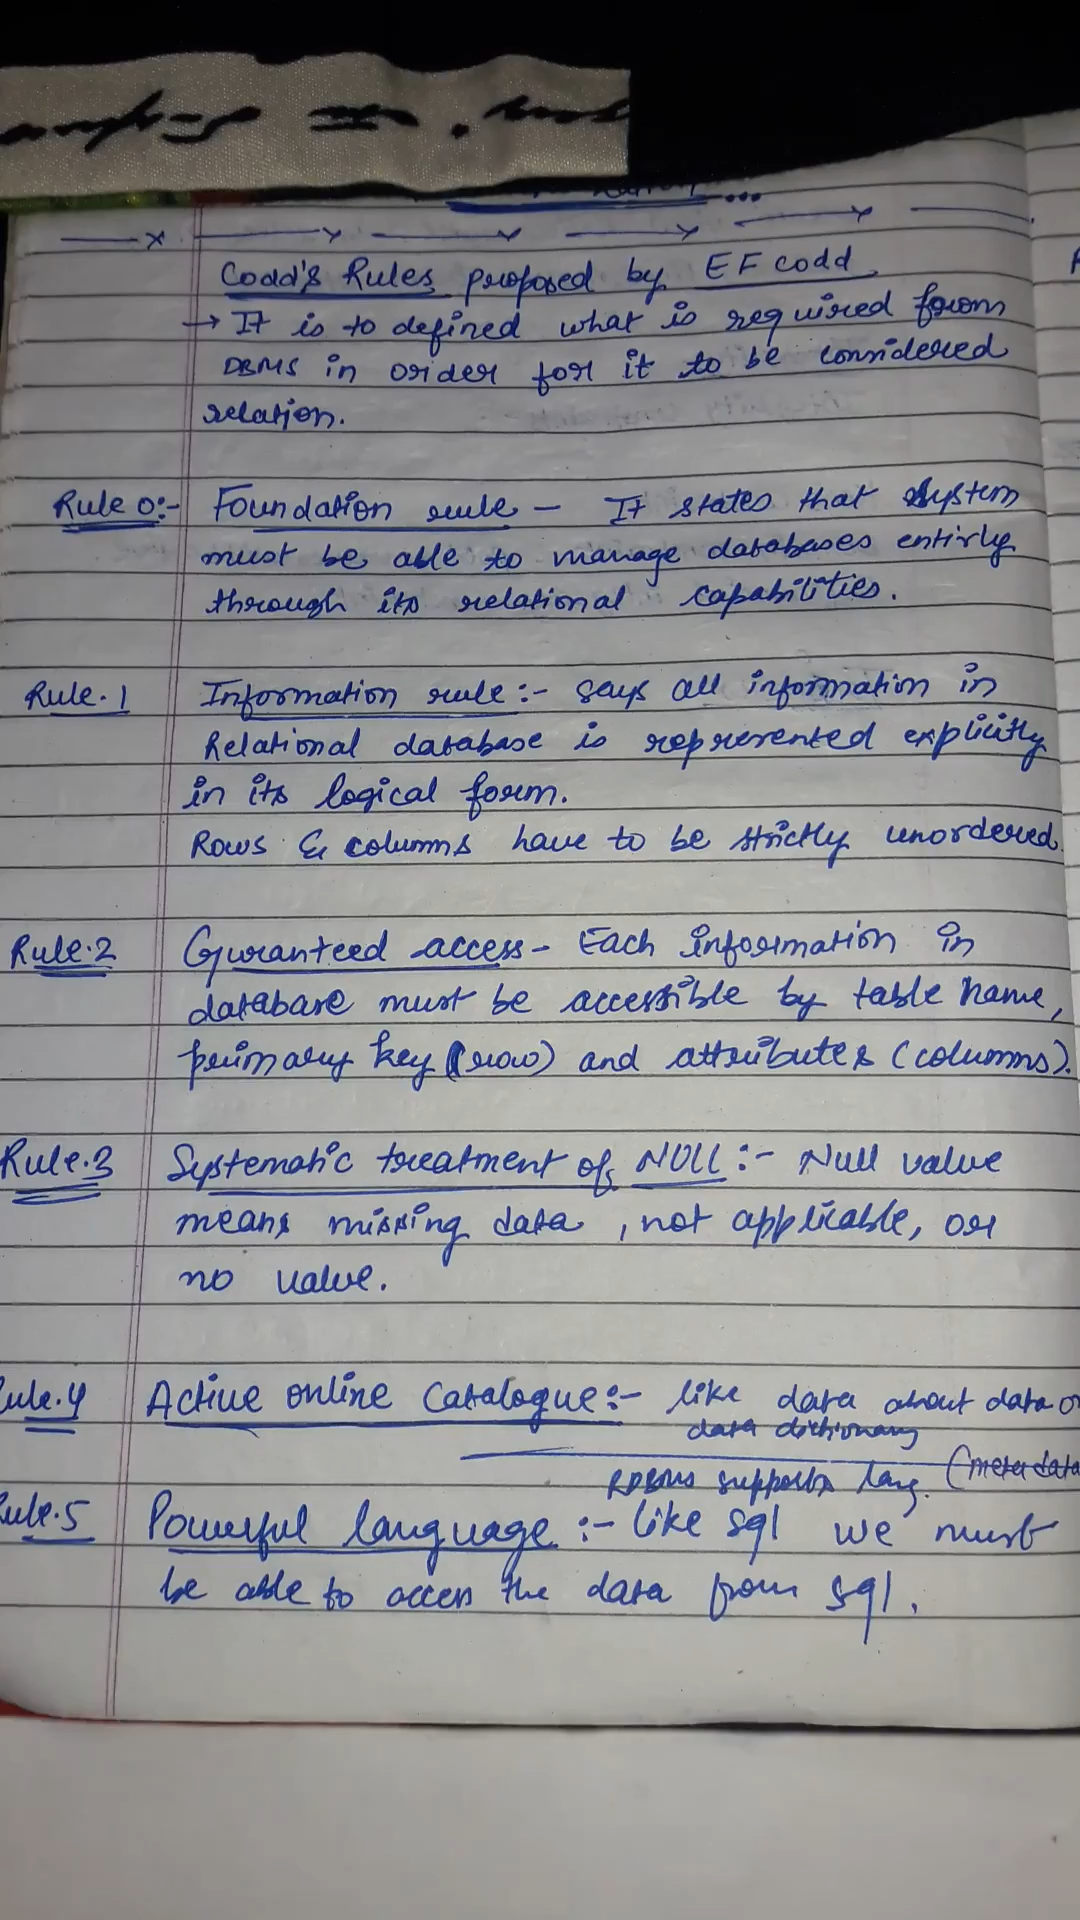 Codd's Rules proposed by EF codd
→ It is to defined what is required from
DBMS in order for it to be considered
relation.
Rule 0:- Foundation rule - It states that system
must be able to manage databases entirly
through its relational capabilities.
Rule.1 Information rule:- says all information in
Relational database is represented explicitly
in its logical form.
Rows & columns have to be strictly unordered.
Rule.2 Guranteed access- Each information in
database must be accessible by table name,
primary key (row) and attributes (columns).
Rule.3 Systematic treatment of NULL:- Null value
means missing data, not applicable, or
no value.
Rule.4 Active online Catalogue:- like data about data or
data dictionary
(meta data
RDBMS supports lang.
Rule.5 Powerful language:- like sql we must
be able to access the data from sql.